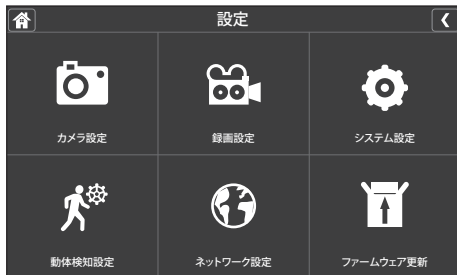 設定
カメラ設定
録画設定
システム設定
動体検知設定
ネットワーク設定
ファームウェア更新